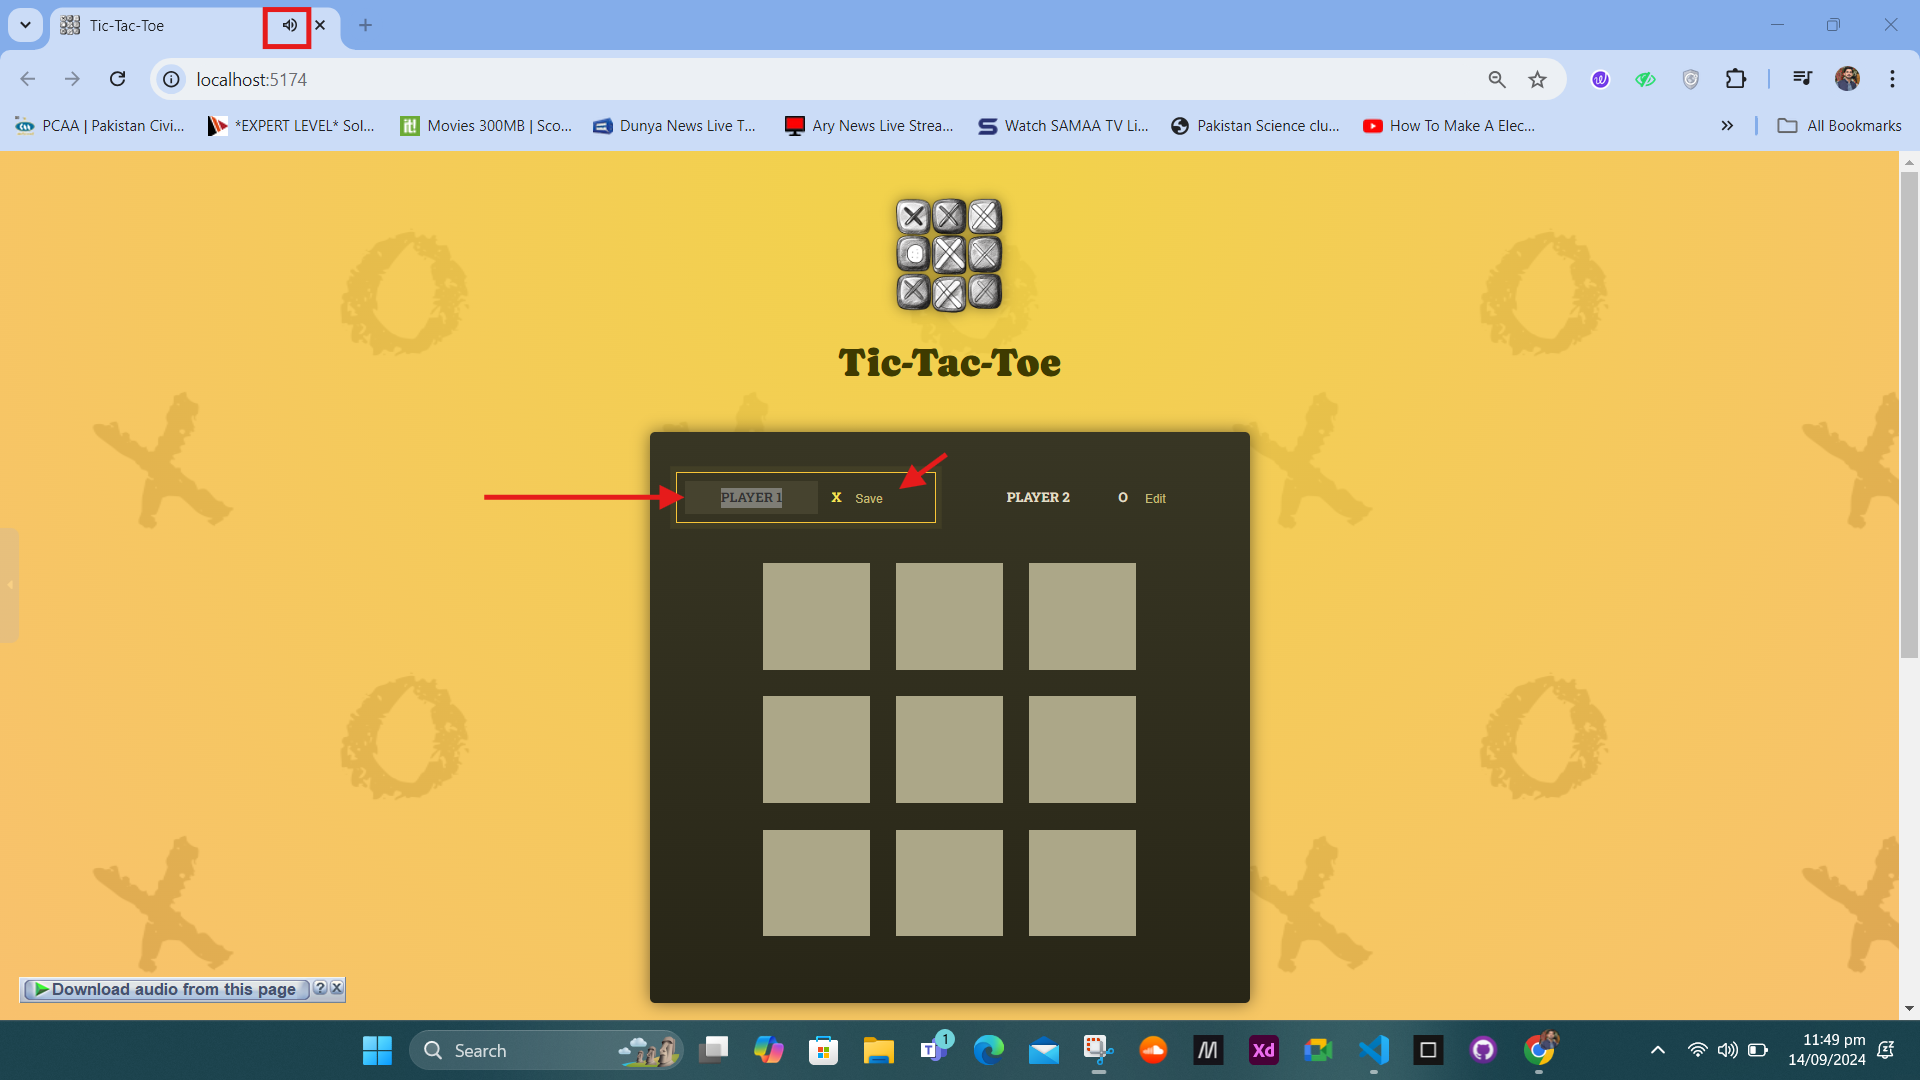 Tic-Tac-Toe
localhost:5174
PCAA | Pakistan Civi...
*EXPERT LEVEL* Sol...
Movies 300MB | Sco...
Dunya News Live T...
Ary News Live Strea...
Watch SAMAA TV Li...
Pakistan Science clu...
How To Make A Elec...
All Bookmarks
Tic-Tac-Toe
PLAYER 1 X Save
PLAYER 2 O Edit
Download audio from this page
Search
1
11:49 pm
14/09/2024